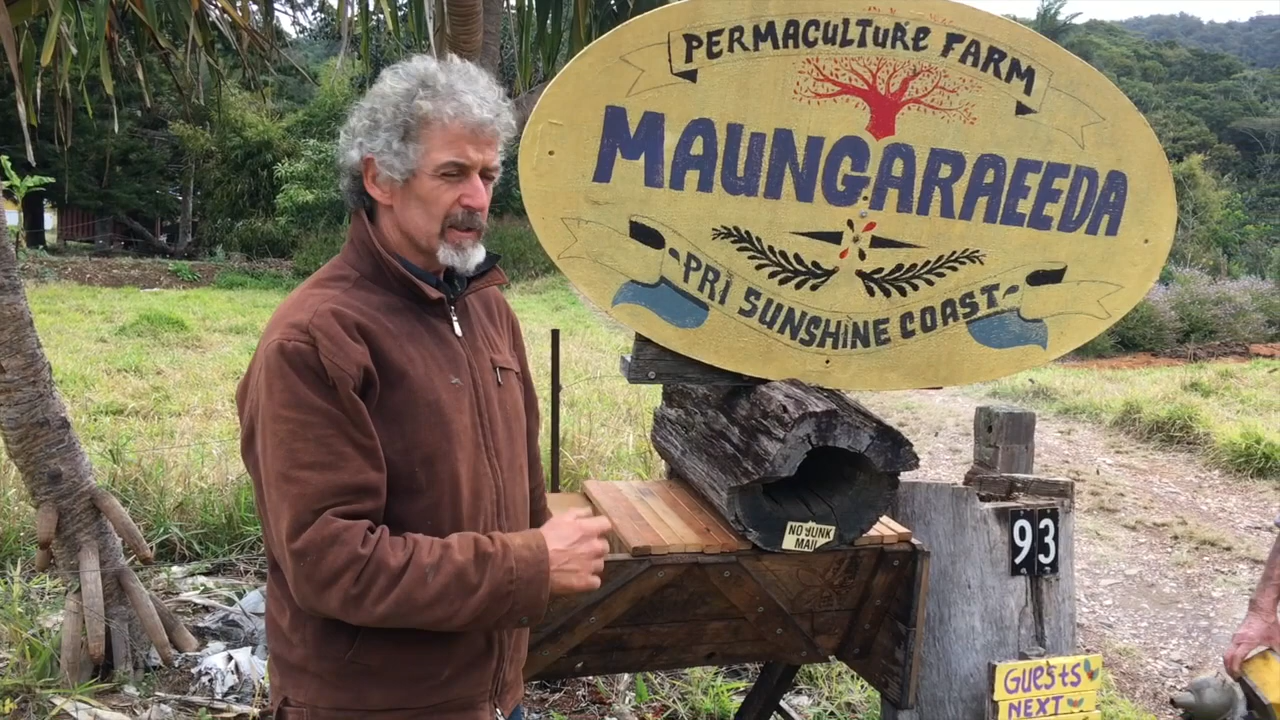 PERMACULTURE FARM
MAUNGARAEEDA
-PRI SUNSHINE COAST-
NO JUNK
MAIL
93
GUESTS
NEXT